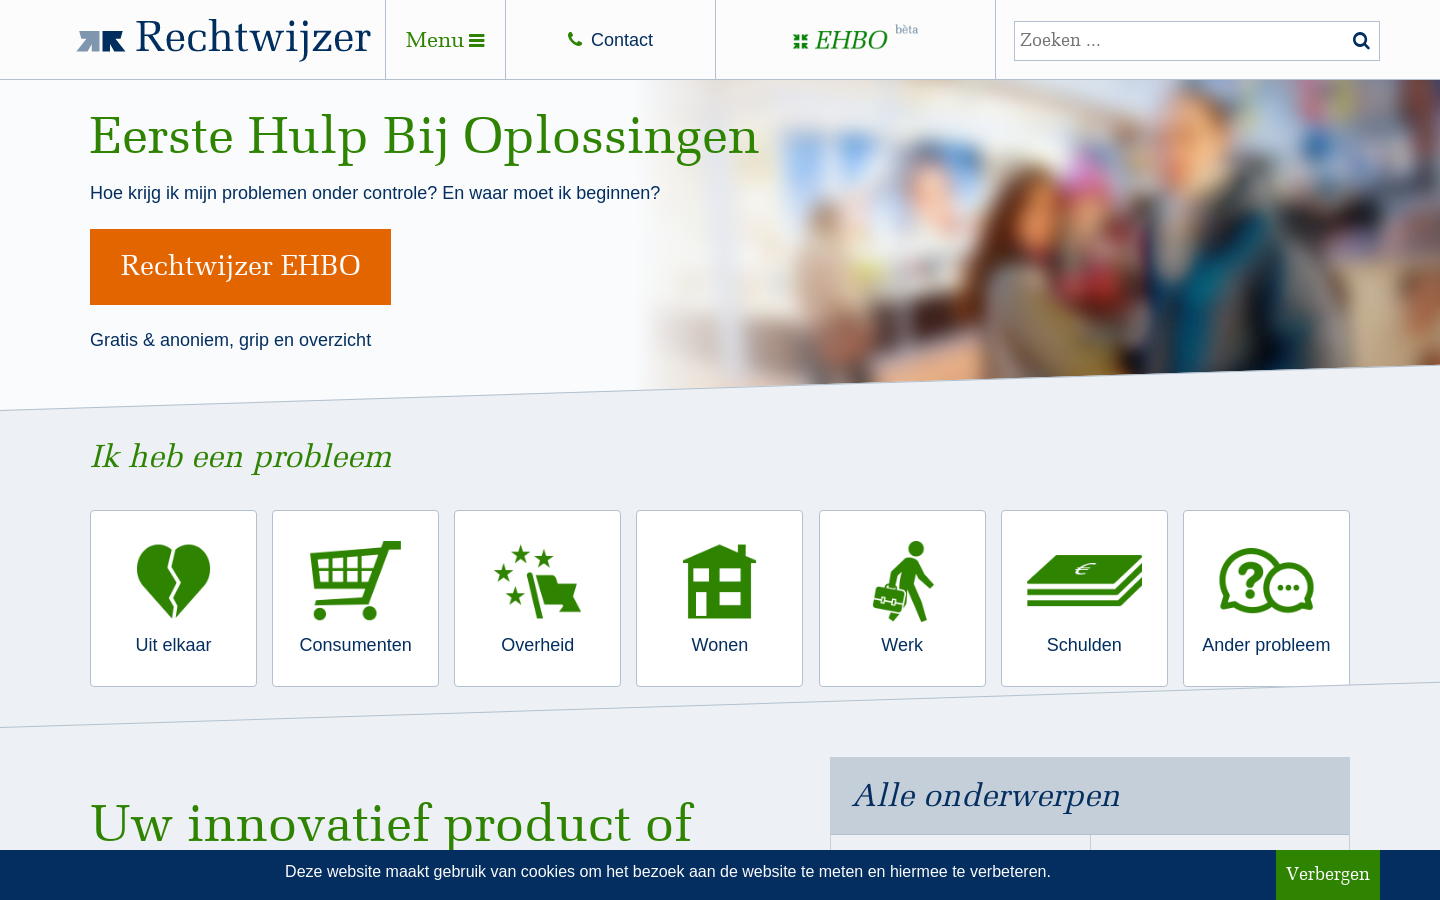 Rechtwijzer
Menu
Contact
EHBO bèta
Zoeken ...
Eerste Hulp Bij Oplossingen
Hoe krijg ik mijn problemen onder controle? En waar moet ik beginnen?
Rechtwijzer EHBO
Gratis & anoniem, grip en overzicht
Ik heb een probleem
€
?
Uit elkaar
Consumenten
Overheid
Wonen
Werk
Schulden
Ander probleem
Uw innovatief product of
Alle onderwerpen
Deze website maakt gebruik van cookies om het bezoek aan de website te meten en hiermee te verbeteren.
Verbergen